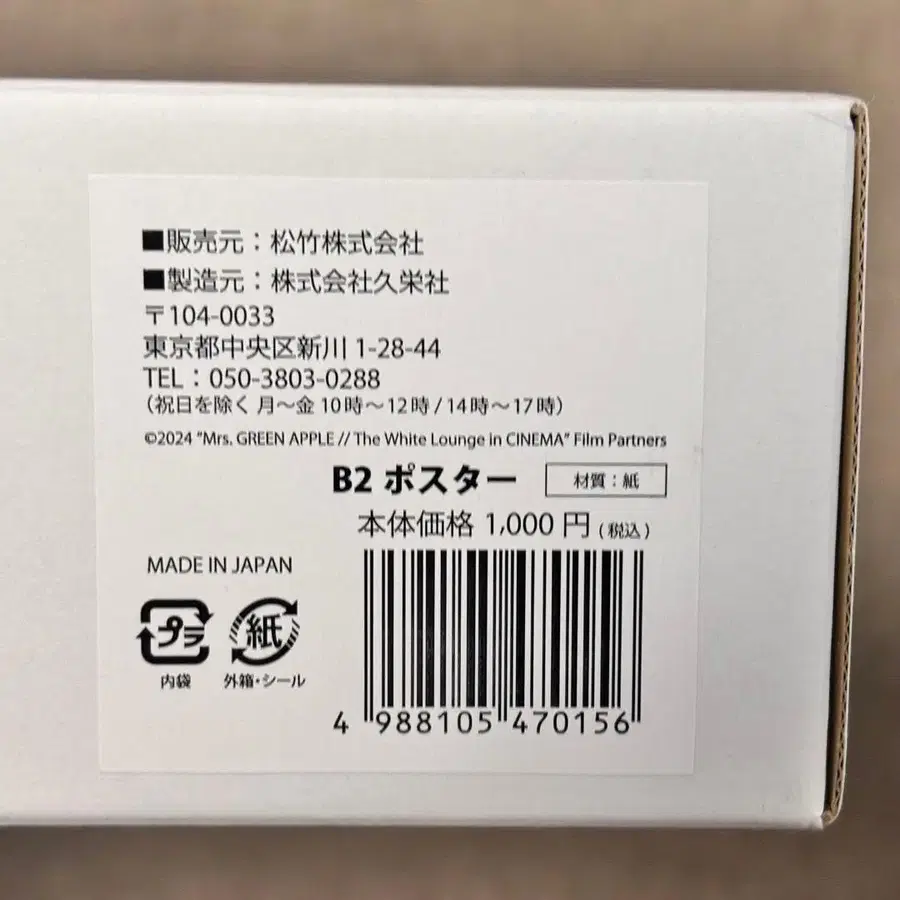 ■販売元：松竹株式会社
■製造元：株式会社久栄社
〒104-0033
東京都中央区新川 1-28-44
TEL：050-3803-0288
（祝日を除く 月～金 10時～12時 / 14時～17時）
©2024 "Mrs. GREEN APPLE // The White Lounge in CINEMA" Film Partners
B2 ポスター 材質：紙
本体価格 1,000 円（税込）
MADE IN JAPAN
プラ 紙
内袋 外箱・シール
4 988105 470156